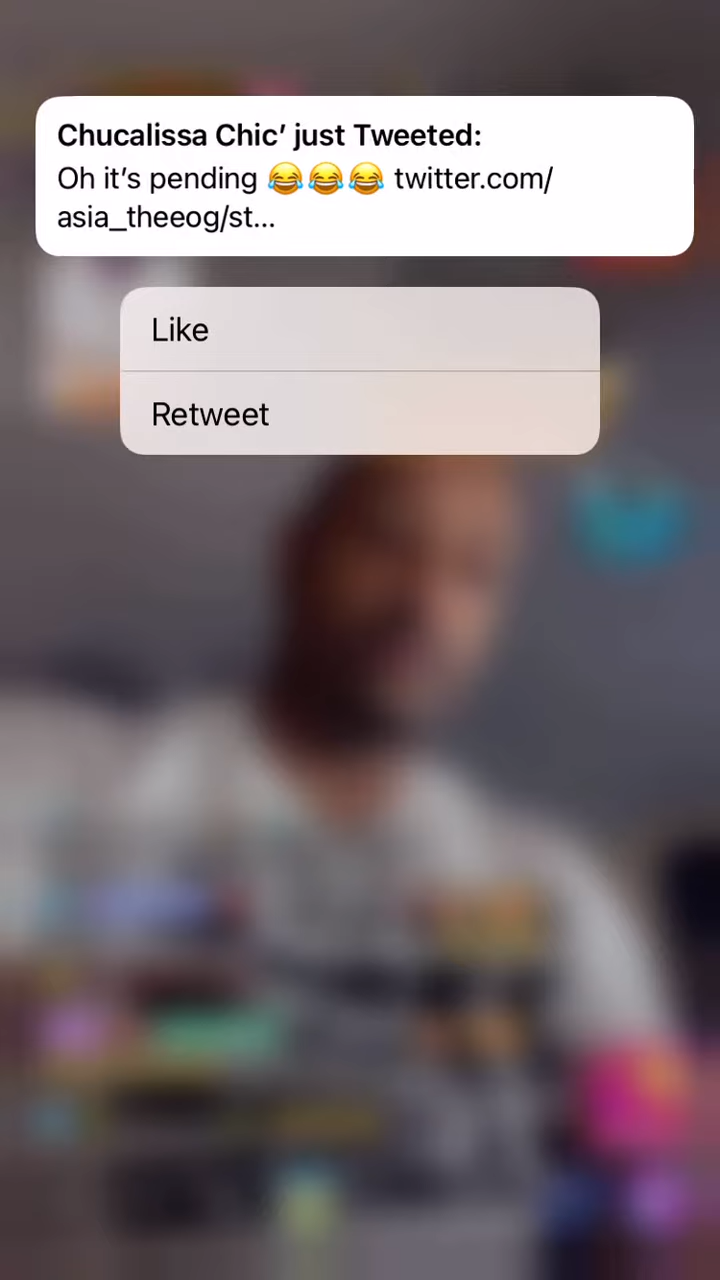 Chucalissa Chic’ just Tweeted:
Oh it’s pending 😂😂😂 twitter.com/
asia_theeog/st...
Like
Retweet